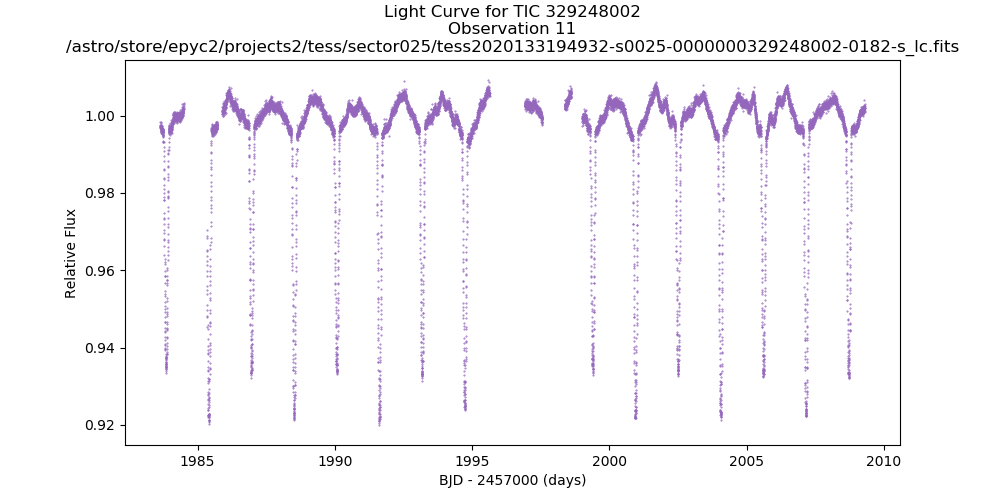 Light Curve for TIC 329248002
Observation 11
/astro/store/epyc2/projects2/tess/sector025/tess2020133194932-s0025-0000000329248002-0182-s_lc.fits
1.00
0.98
0.96
0.94
0.92
Relative Flux
1985
1990
1995
2000
2005
2010
BJD - 2457000 (days)